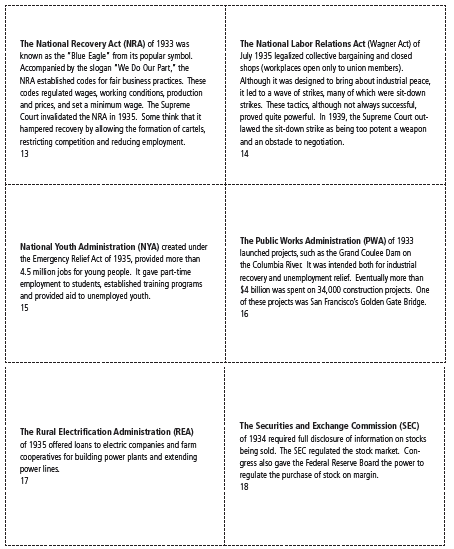 The National Recovery Act (NRA) of 1933 was
known as the "Blue Eagle" from its popular symbol.
Accompanied by the slogan "We Do Our Part," the
NRA established codes for fair business practices. These
codes regulated wages, working conditions, production
and prices, and set a minimum wage. The Supreme
Court invalidated the NRA in 1935. Some think that it
hampered recovery by allowing the formation of cartels,
restricting competition and reducing employment.
13
The National Labor Relations Act (Wagner Act) of
July 1935 legalized collective bargaining and closed
shops (workplaces open only to union members).
Although it was designed to bring about industrial peace,
it led to a wave of strikes, many of which were sit-down
strikes. These tactics, although not always successful,
proved quite powerful. In 1939, the Supreme Court out-
lawed the sit-down strike as being too potent a weapon
and an obstacle to negotiation.
14
National Youth Administration (NYA) created under
the Emergency Relief Act of 1935, provided more than
4.5 million jobs for young people. It gave part-time
employment to students, established training programs
and provided aid to unemployed youth.
15
The Public Works Administration (PWA) of 1933
launched projects, such as the Grand Coulee Dam on
the Columbia River. It was intended both for industrial
recovery and unemployment relief. Eventually more than
$4 billion was spent on 34,000 construction projects. One
of these projects was San Francisco's Golden Gate Bridge.
16
The Rural Electrification Administration (REA)
of 1935 offered loans to electric companies and farm
cooperatives for building power plants and extending
power lines.
17
The Securities and Exchange Commission (SEC)
of 1934 required full disclosure of information on stocks
being sold. The SEC regulated the stock market. Con-
gress also gave the Federal Reserve Board the power to
regulate the purchase of stock on margin.
18